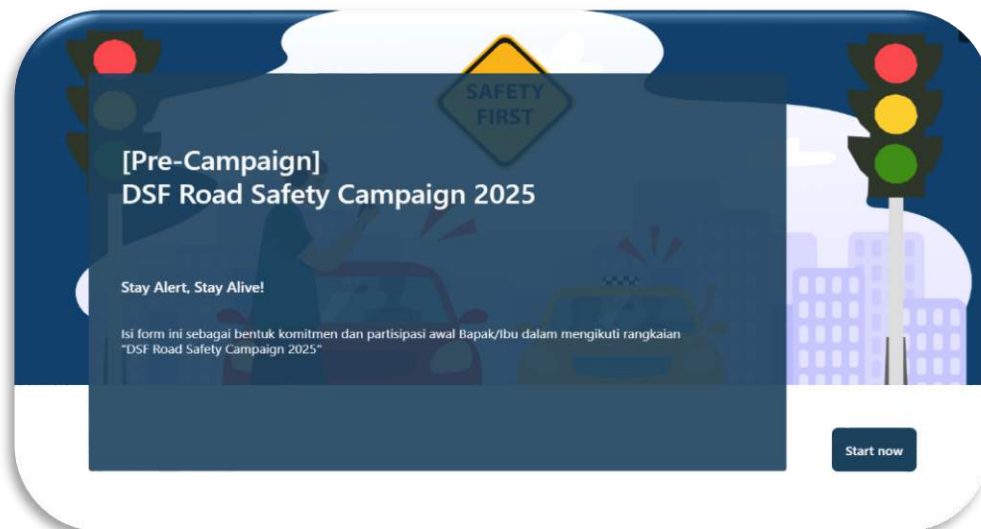 SAFETY
FIRST
[Pre-Campaign]
DSF Road Safety Campaign 2025
Stay Alert, Stay Alive!
Isi form ini sebagai bentuk komitmen dan partisipasi awal Bapak/Ibu dalam mengikuti rangkaian
"DSF Road Safety Campaign 2025"
Start now